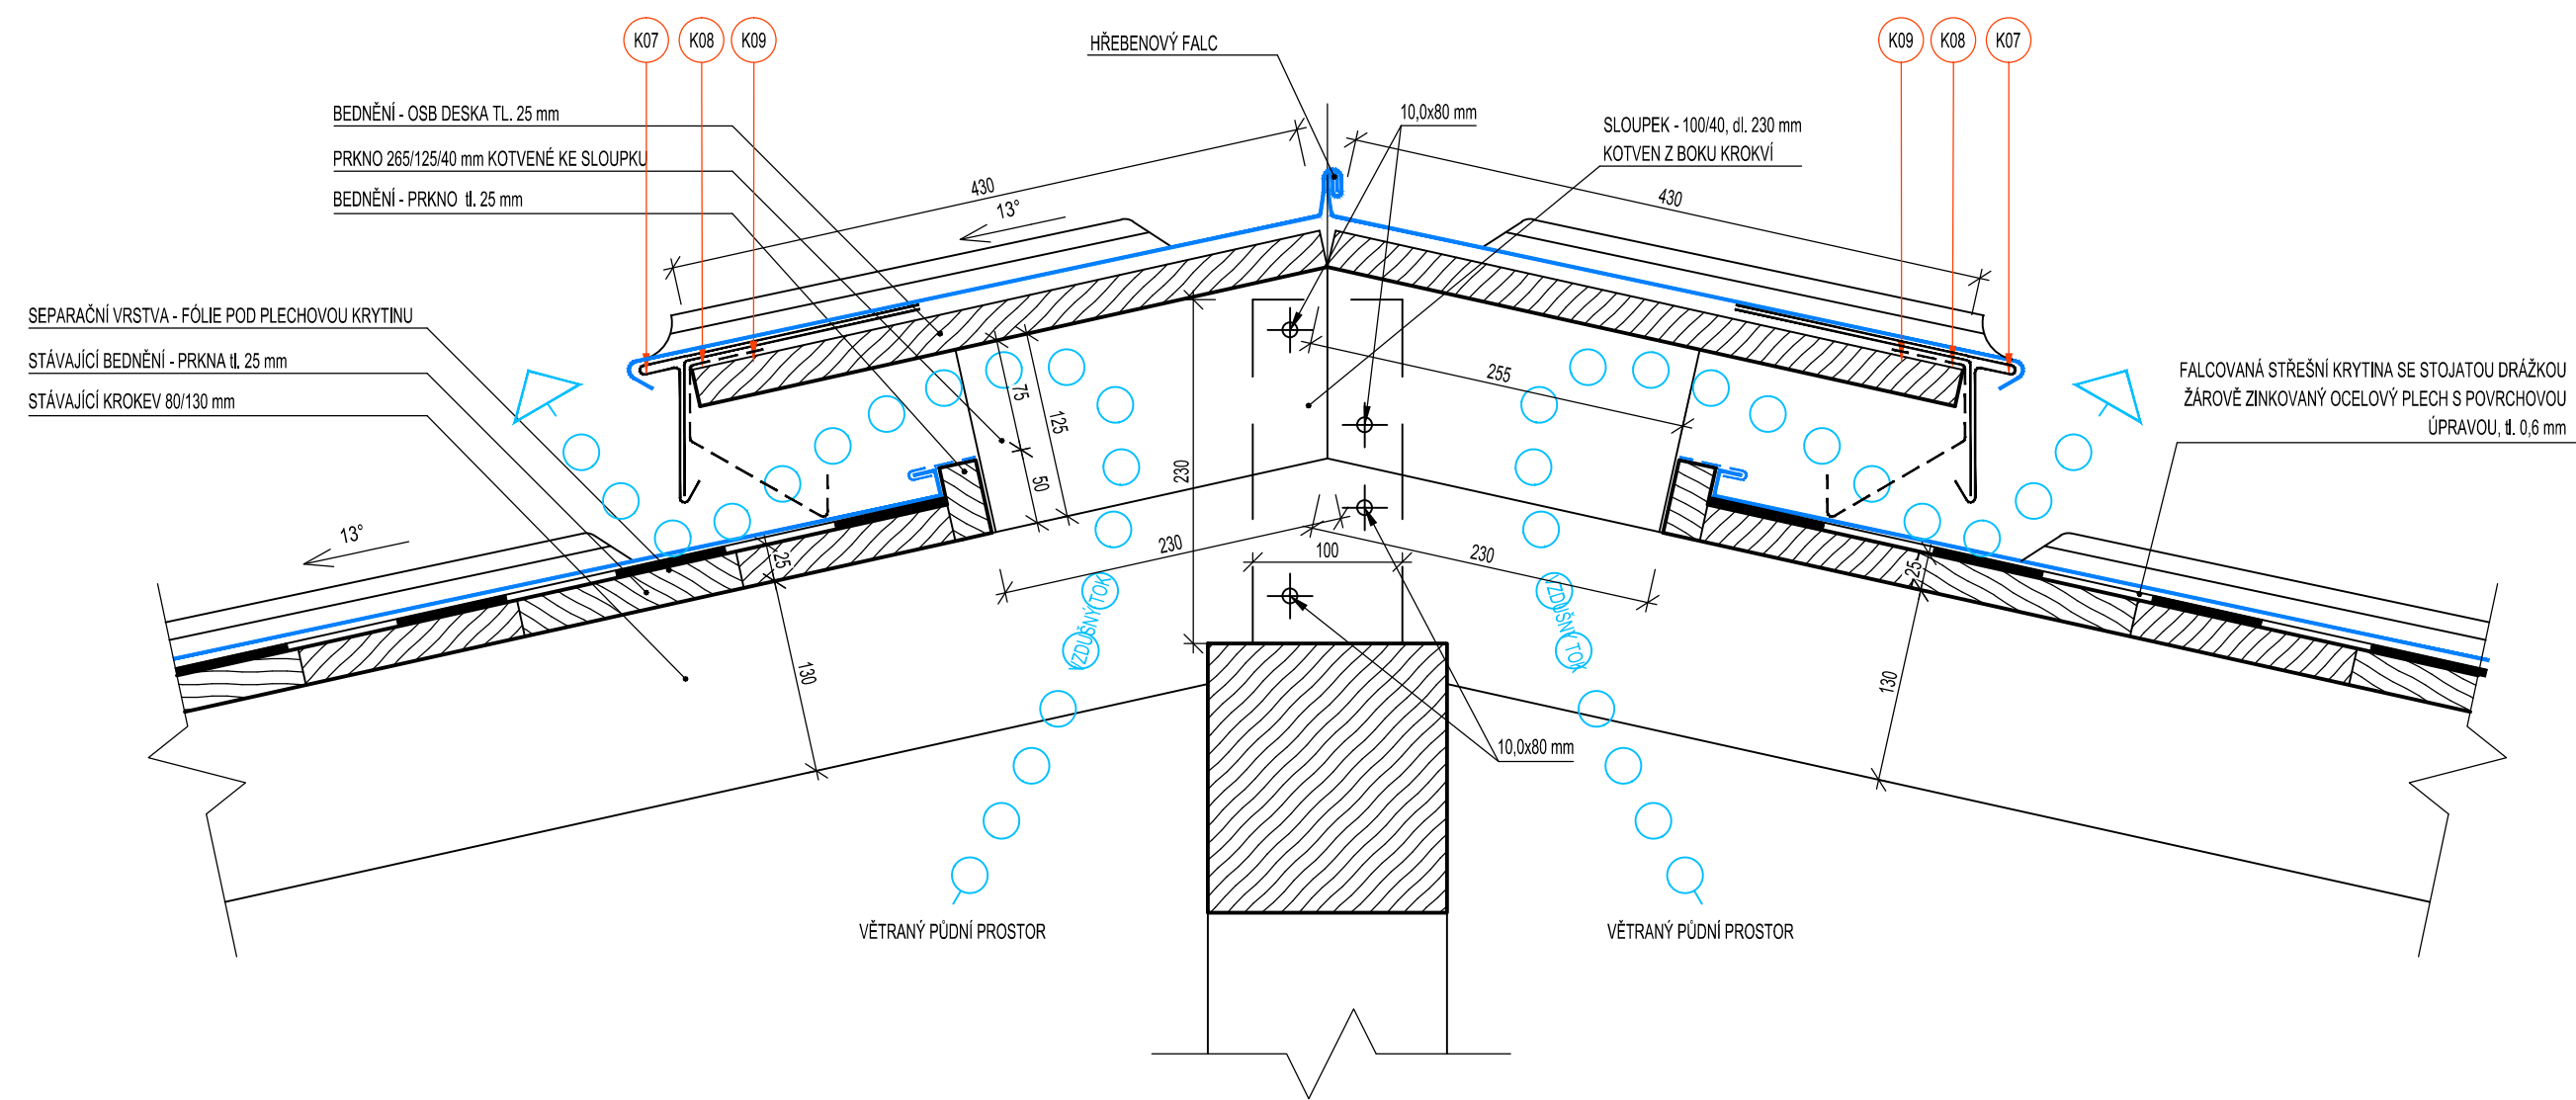 K07 K08 K09
HŘEBENOVÝ FALC
K09 K08 K07
BEDNĚNÍ - OSB DESKA TL. 25 mm
10,0x80 mm
SLOUPEK - 100/40, dl. 230 mm
KOTVEN Z BOKU KROKVÍ
PRKNO 265/125/40 mm KOTVENÉ KE SLOUPKU
BEDNĚNÍ - PRKNO tl. 25 mm
430
430
13°
SEPARAČNÍ VRSTVA - FÓLIE POD PLECHOVOU KRYTINU
STÁVAJÍCÍ BEDNĚNÍ - PRKNA tl. 25 mm
STÁVAJÍCÍ KROKEV 80/130 mm
FALCOVANÁ STŘEŠNÍ KRYTINA SE STOJATOU DRÁŽKOU
ŽÁROVĚ ZINKOVANÝ OCELOVÝ PLECH S POVRCHOVOU
ÚPRAVOU, tl. 0,6 mm
75
125
255
50
230
13°
25
230
100
230
25
VZDUŠNÝ TOK
VZDUŠNÝ TOK
130
130
10,0x80 mm
VĚTRANÝ PŮDNÍ PROSTOR
VĚTRANÝ PŮDNÍ PROSTOR